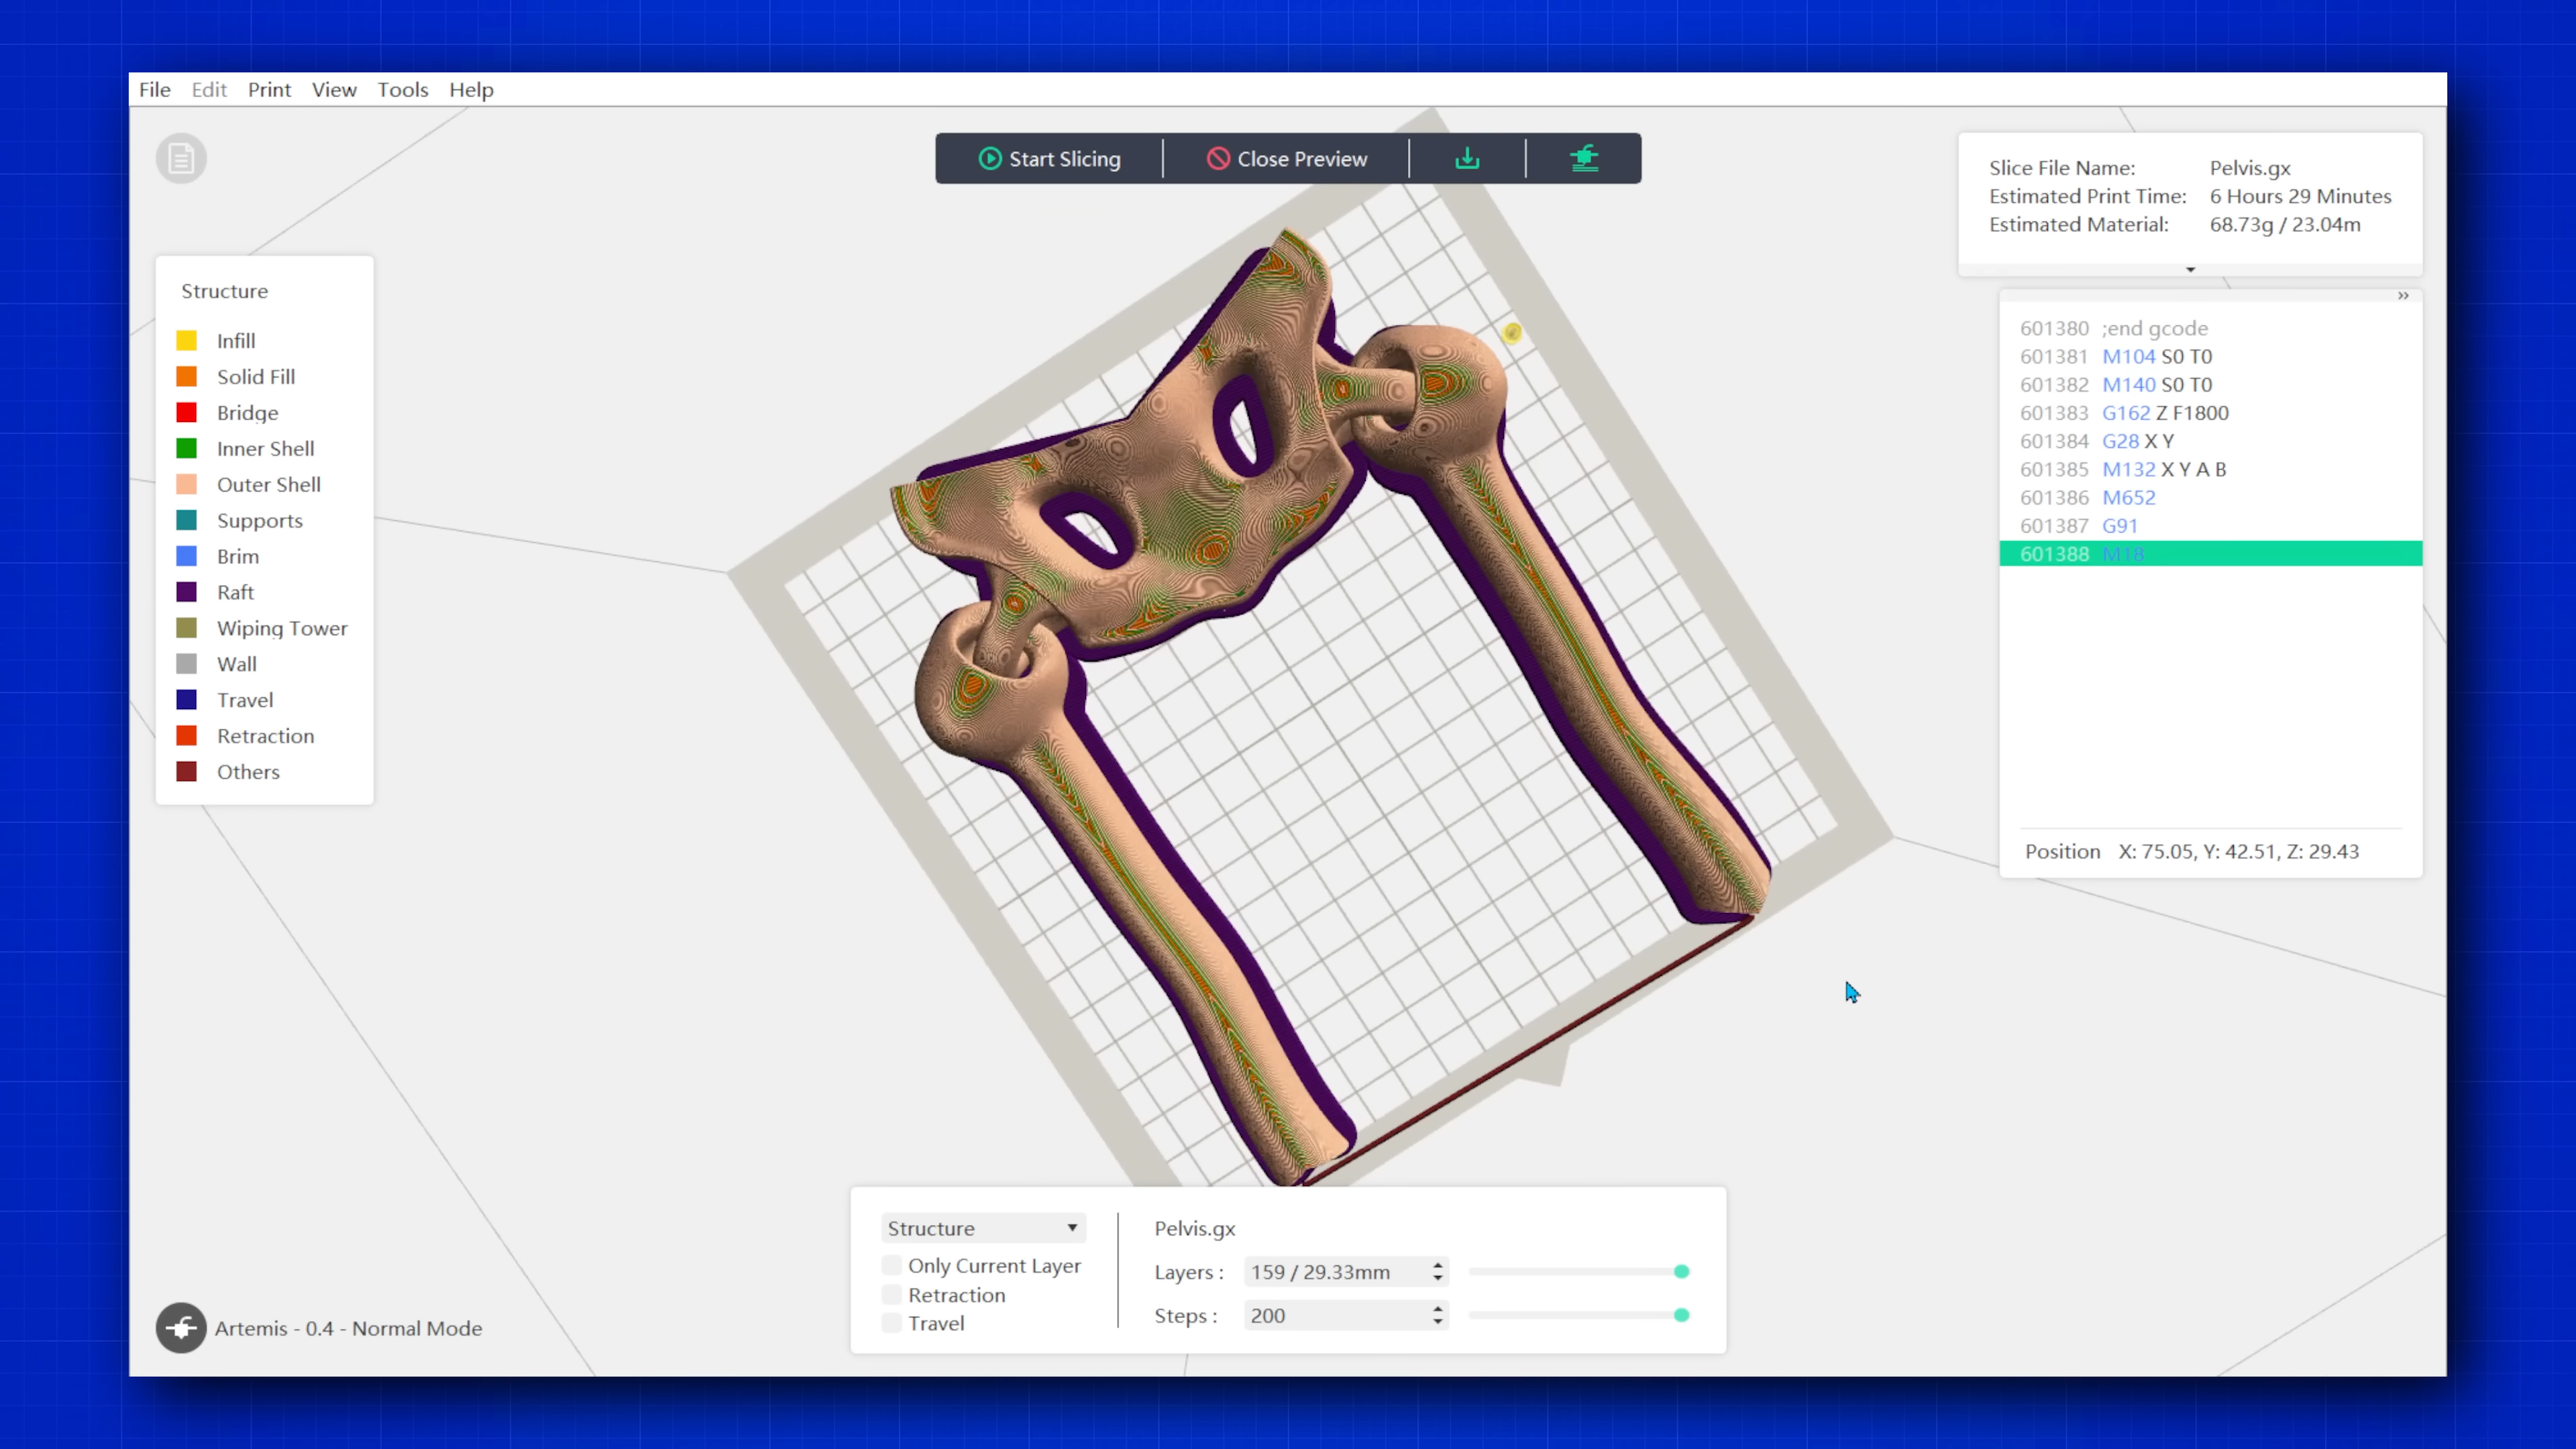 File Edit Print View Tools Help
Start Slicing Close Preview
Slice File Name: Pelvis.gx
Estimated Print Time: 6 Hours 29 Minutes
Estimated Material: 68.73g / 23.04m
Structure
Infill
Solid Fill
Bridge
Inner Shell
Outer Shell
Supports
Brim
Raft
Wiping Tower
Wall
Travel
Retraction
Others
601380 ;end gcode
601381 M104 S0 T0
601382 M140 S0 T0
601383 G162 Z F1800
601384 G28 X Y
601385 M132 X Y A B
601386 M652
601387 G91
601388 M18
Position X: 75.05, Y: 42.51, Z: 29.43
Structure
Only Current Layer
Retraction
Travel
Pelvis.gx
Layers : 159 / 29.33mm
Steps : 200
Artemis - 0.4 - Normal Mode